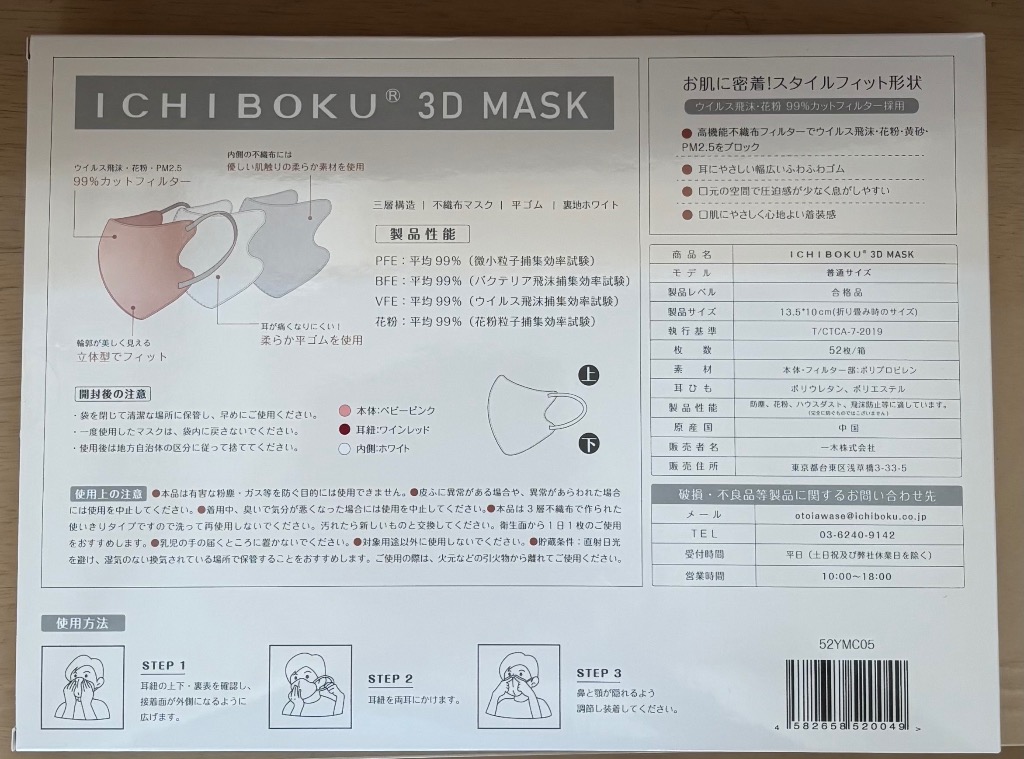 ICHIBOKU® 3D MASK
ウイルス飛沫・花粉・PM2.5
99%カットフィルター
内側の不織布には
優しい肌触りの柔らか素材を使用
耳が痛くなりにくい！
柔らか平ゴムを使用
輪郭が美しく見える
立体型でフィット
三層構造 | 不織布マスク | 平ゴム | 裏地ホワイト
製品性能
PFE：平均99%（微小粒子捕集効率試験）
BFE：平均99%（バクテリア飛沫捕集効率試験）
VFE：平均99%（ウイルス飛沫捕集効率試験）
花粉：平均99%（花粉粒子捕集効率試験）
開封後の注意
・袋を閉じて清潔な場所に保管し、早めにご使用ください。
・一度使用したマスクは、袋内に戻さないでください。
・使用後は地方自治体の区分に従って捨ててください。
本体:ベビーピンク
耳紐:ワインレッド
内側:ホワイト
上
下
使用上の注意 ●本品は有害な粉塵・ガス等を防ぐ目的には使用できません。●皮ふに異常がある場合や、異常があらわれた場合
には使用を中止してください。●着用中、臭いで気分が悪くなった場合には使用を中止してください。●本品は３層不織布で作られた
使いきりタイプですので洗って再使用しないでください。汚れたら新しいものと交換してください。衛生面から１日１枚のご使用
をおすすめします。●乳児の手の届くところに置かないでください。●対象用途以外に使用しないでください。●貯蔵条件：直射日光
を避け、湿気のない換気されている場所で保管することをおすすめします。ご使用の際は、火元などの引火物から離れてご使用ください。
お肌に密着!スタイルフィット形状
ウイルス飛沫・花粉 99%カットフィルター採用
● 高機能不織布フィルターでウイルス飛沫・花粉・黄砂・
PM2.5をブロック
● 耳にやさしい幅広いふわふわゴム
● 口元の空間で圧迫感が少なく息がしやすい
● 口肌にやさしく心地よい着装感
商品名 ICHIBOKU® 3D MASK
モデル 普通サイズ
製品レベル 合格品
製品サイズ 13.5*10cm(折り畳み時のサイズ)
執行基準 T/CTCA-7-2019
枚数 52枚/箱
素材 本体・フィルター部:ポリプロピレン
耳ひも ポリウレタン、ポリエステル
製品性能 防塵、花粉、ハウスダスト、飛沫防止等に適しています。
(完全に防ぐものではございません)
原産国 中国
販売者名 一木株式会社
販売住所 東京都台東区浅草橋3-33-5
破損・不良品等製品に関するお問い合わせ先
メール otoiawase@ichiboku.co.jp
TEL 03-6240-9142
受付時間 平日（土日祝及び弊社休業日を除く）
営業時間 10:00〜18:00
使用方法
STEP 1
耳紐の上下・裏表を確認し、
接着面が外側になるように
広げます。
STEP 2
耳紐を両耳にかけます。
STEP 3
鼻と顎が隠れるよう
調節し装着してください。
52YMC05
4 582658 520049 >